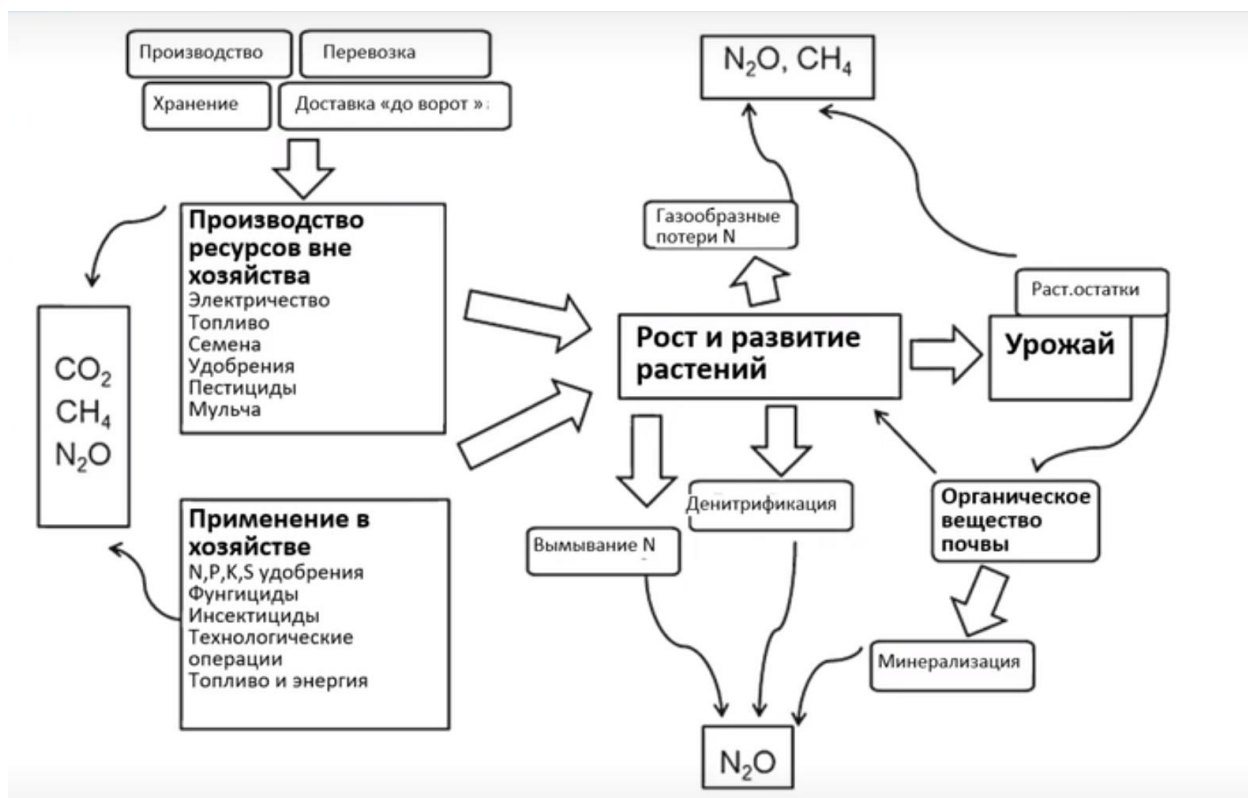 Производство
Перевозка
Хранение
Доставка «до ворот »
N₂O, CH₄
Производство
ресурсов вне
хозяйства
Электричество
Топливо
Семена
Удобрения
Пестициды
Мульча
CO₂
CH₄
N₂O
Применение в
хозяйстве
N,P,K,S удобрения
Фунгициды
Инсектициды
Технологические
операции
Топливо и энергия
Газообразные
потери N
Рост и развитие
растений
Раст.остатки
Урожай
Вымывание N
Денитрификация
Органическое
вещество
почвы
Минерализация
N₂O